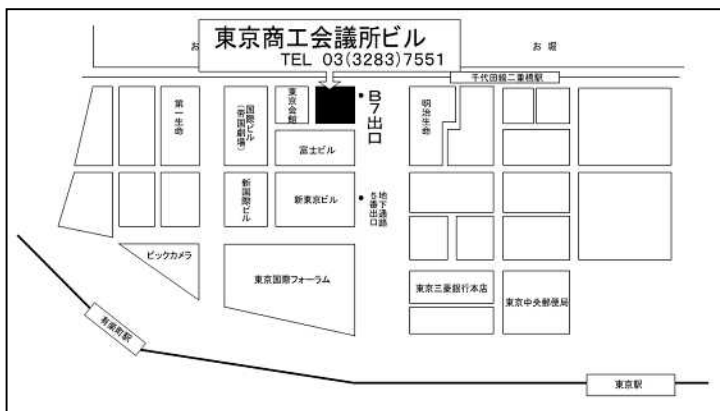 東京商工会議所ビル
TEL 03(3283)7551
お
お 堀
千代田線二重橋駅
第一生命
国際ビル
(帝国劇場)
東京会館
B7出口
明治生命
富士ビル
新国際ビル
新東京ビル
地下通路
5番出口
ビックカメラ
東京国際フォーラム
東京三菱銀行本店
東京中央郵便局
有楽町駅
東京駅